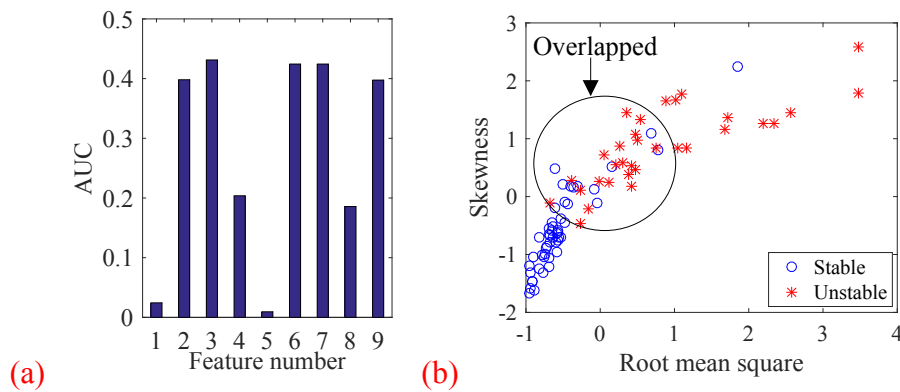 0.5
0.4
0.3
0.2
0.1
0
AUC
1 2 3 4 5 6 7 8 9
Feature number
(a)
3
2
1
0
-1
-2
Skewness
Overlapped
Stable
Unstable
-1 0 1 2 3 4
Root mean square
(b)